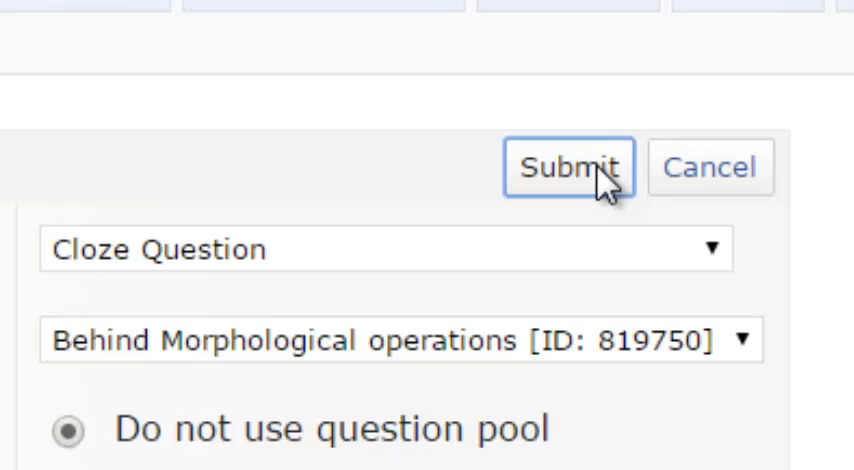 Submit Cancel
Cloze Question
Behind Morphological operations [ID: 819750]
Do not use question pool